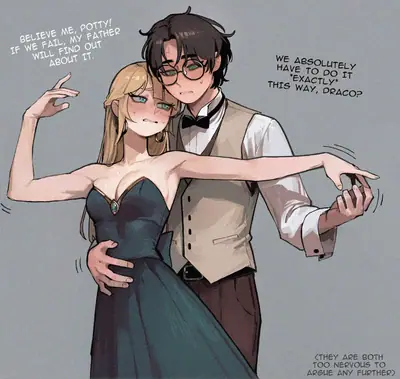 BELIEVE ME, POTTY!
IF WE FAIL, MY FATHER
WILL FIND OUT
ABOUT IT.
WE ABSOLUTELY
HAVE TO DO IT
*EXACTLY*
THIS WAY, DRACO?
(THEY ARE BOTH
TOO NERVOUS TO
ARGUE ANY FURTHER)